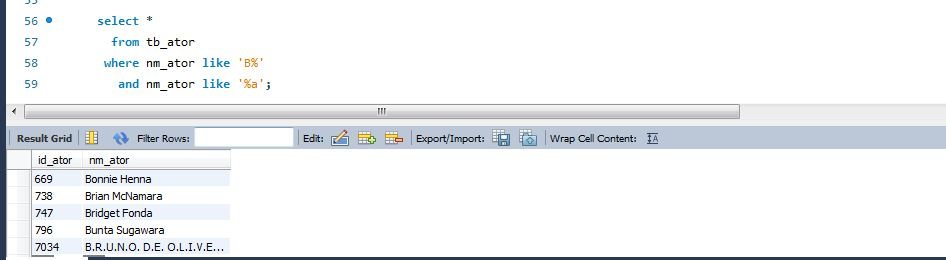 56 select *
57 from tb_ator
58 where nm_ator like 'B%'
59 and nm_ator like '%a';
Result Grid Filter Rows: Edit: Export/Import: Wrap Cell Content:
id_ator nm_ator
669 Bonnie Henna
738 Brian McNamara
747 Bridget Fonda
796 Bunta Sugawara
7034 B.R.U.N.O. D.E. O.L.I.V.E...